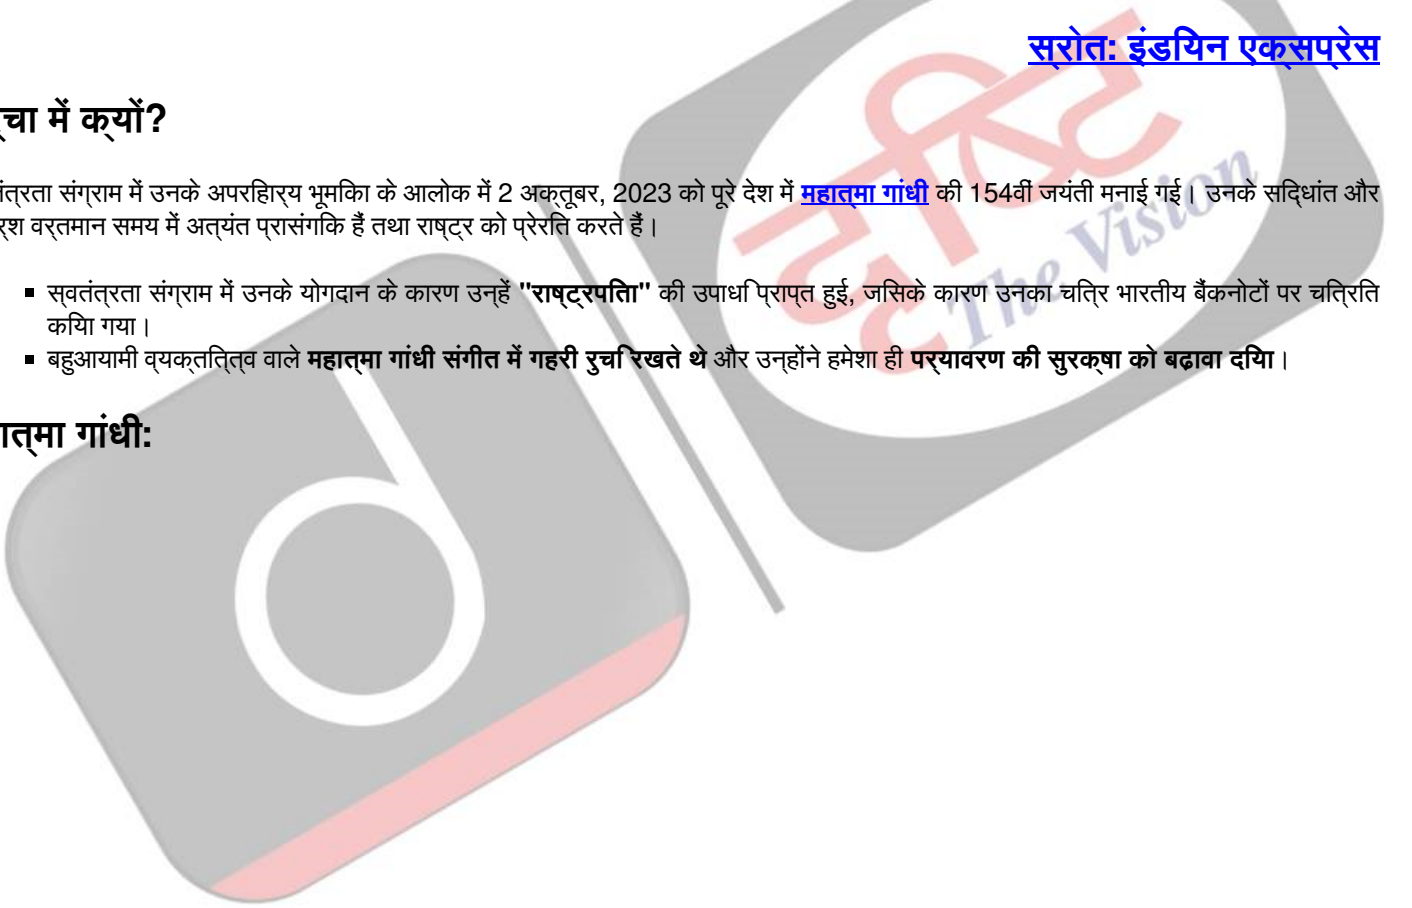 स्रोत: इंडियन एक्सप्रेस
र्चा में क्यों?
तंत्रता संग्राम में उनके अपरिहार्य भूमिका के आलोक में 2 अक्तूबर, 2023 को पूरे देश में महात्मा गांधी की 154वीं जयंती मनाई गई। उनके सिद्धांत और
र्श वर्तमान समय में अत्यंत प्रासंगिक हैं तथा राष्ट्र को प्रेरित करते हैं।
▪ स्वतंत्रता संग्राम में उनके योगदान के कारण उन्हें "राष्ट्रपिता" की उपाधि प्राप्त हुई, जिसके कारण उनका चित्र भारतीय बैंकनोटों पर चित्रित
किया गया।
▪ बहुआयामी व्यक्तित्त्व वाले महात्मा गांधी संगीत में गहरी रुचि रखते थे और उन्होंने हमेशा ही पर्यावरण की सुरक्षा को बढ़ावा दिया।
ात्मा गांधी:
दृष्टि
The Vision